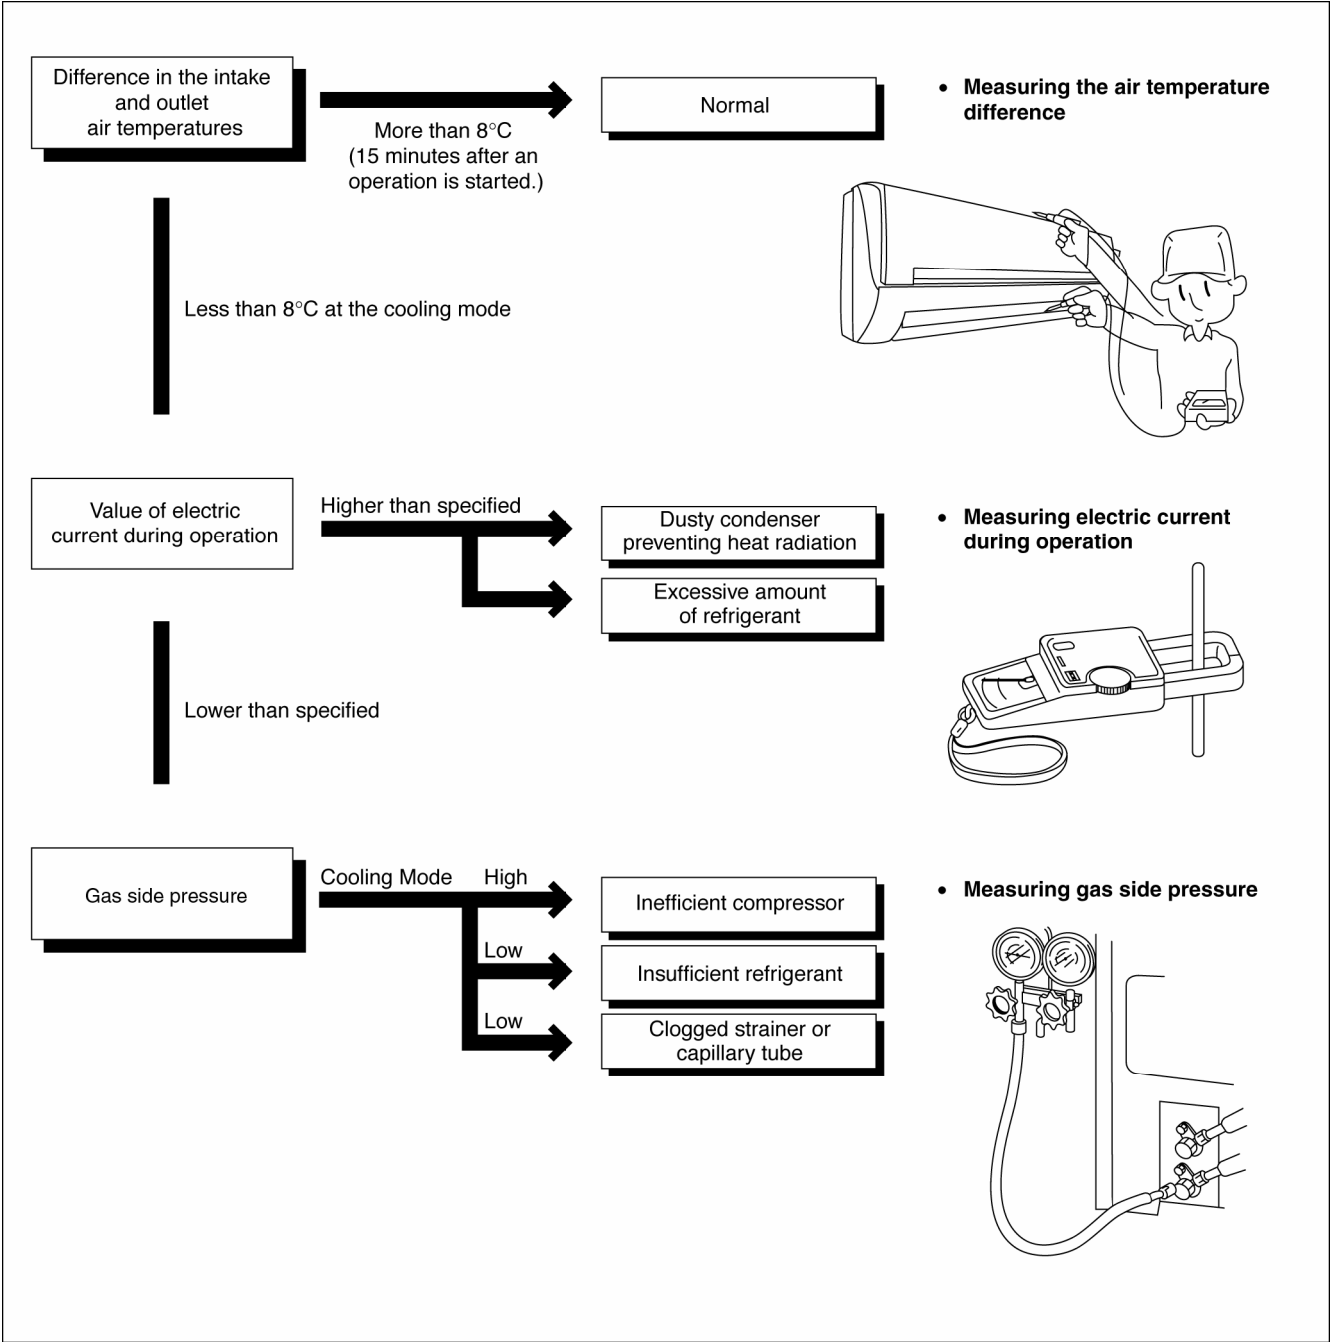 Difference in the intake
and outlet
air temperatures
More than 8°C
(15 minutes after an
operation is started.)
Normal
• Measuring the air temperature
difference
Less than 8°C at the cooling mode
Value of electric
current during operation
Higher than specified
Dusty condenser
preventing heat radiation
Excessive amount
of refrigerant
• Measuring electric current
during operation
Lower than specified
Gas side pressure
Cooling Mode High
Inefficient compressor
Low
Insufficient refrigerant
Low
Clogged strainer or
capillary tube
• Measuring gas side pressure